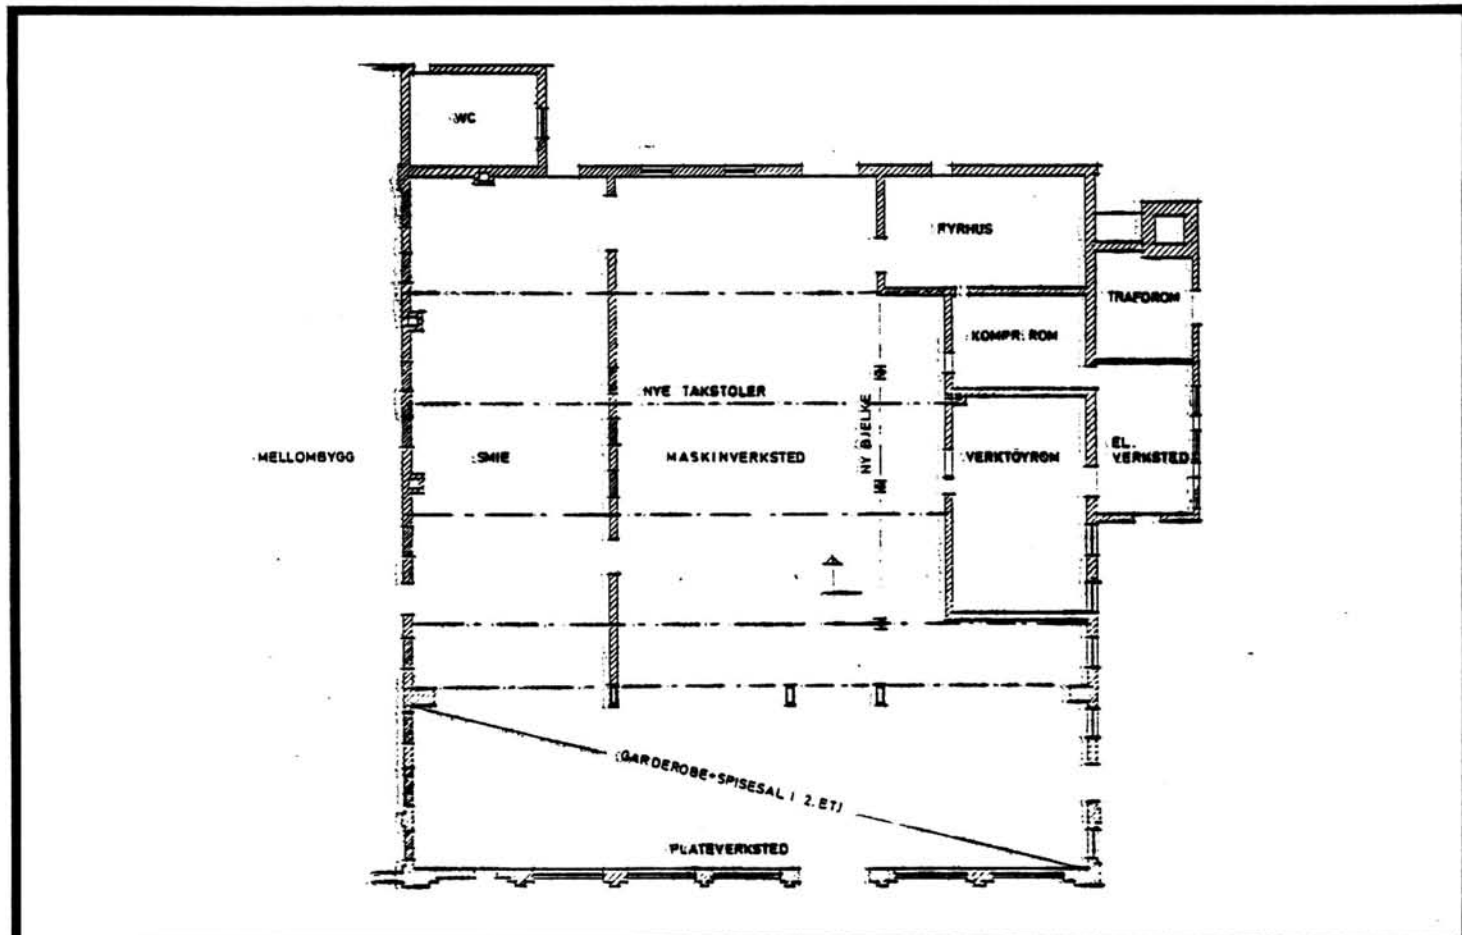 WC
FYRHUS
TRAFOROM
KOMPR. ROM
NYE TAKSTOLER
NY BJELKE
MELLOMBYGG
SMIE
MASKINVERKSTED
VERKTÖYROM
EL.
VERKSTED
GARDEROBE+SPISESAL I 2. ETJ
PLATEVERKSTED